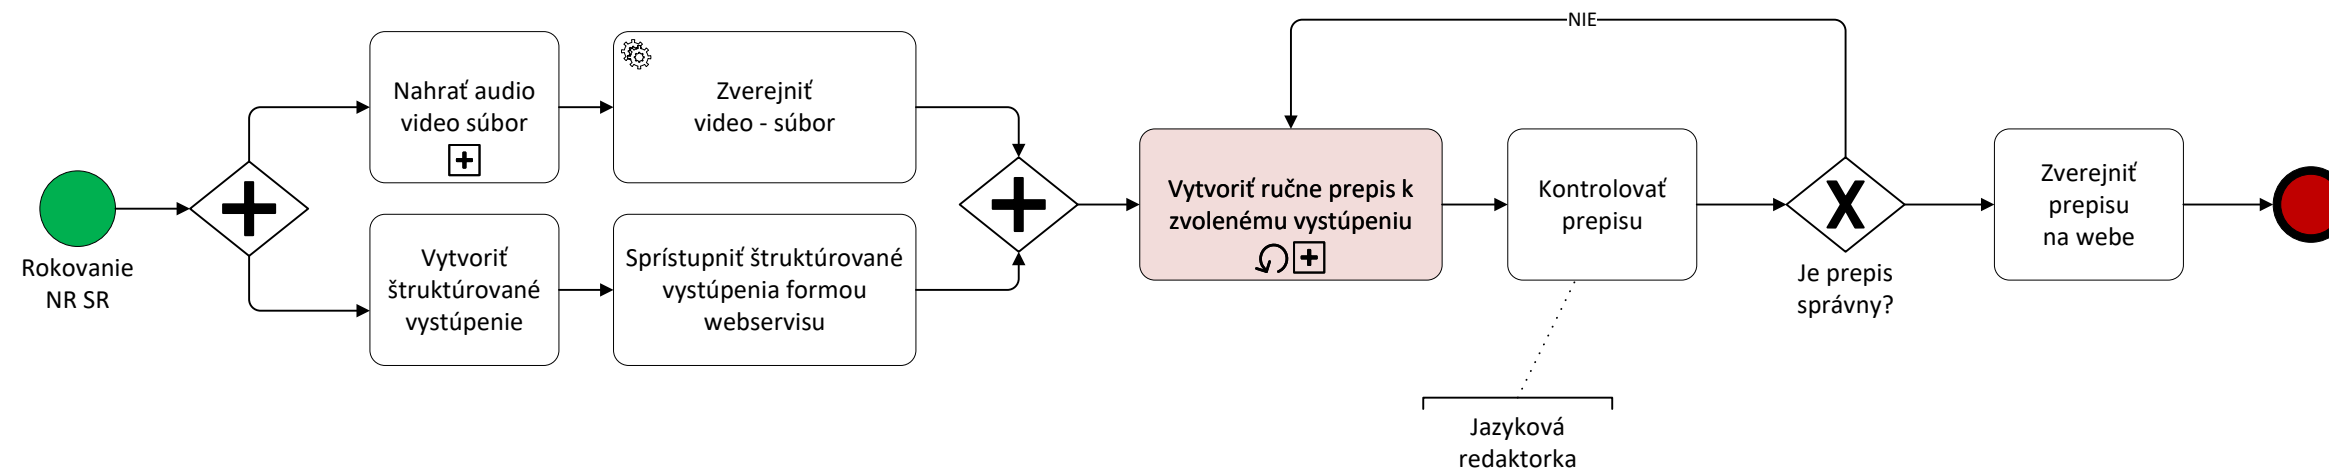 NIE
Nahrať audio
video súbor
Zverejniť
video - súbor
Rokovanie
NR SR
Vytvoriť
štruktúrované
vystúpenie
Sprístupniť štruktúrované
vystúpenia formou
webservisu
Vytvoriť ručne prepis k
zvolenému vystúpeniu
Kontrolovať
prepisu
X
Je prepis
správny?
Zverejniť
prepisu
na webe
Jazyková
redaktorka